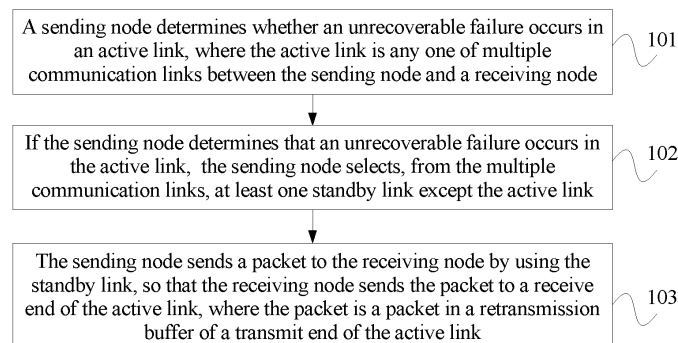 A sending node determines whether an unrecoverable failure occurs in
an active link, where the active link is any one of multiple
communication links between the sending node and a receiving node
101
If the sending node determines that an unrecoverable failure occurs in
the active link, the sending node selects, from the multiple
communication links, at least one standby link except the active link
102
The sending node sends a packet to the receiving node by using the
standby link, so that the receiving node sends the packet to a receive
end of the active link, where the packet is a packet in a retransmission
buffer of a transmit end of the active link
103